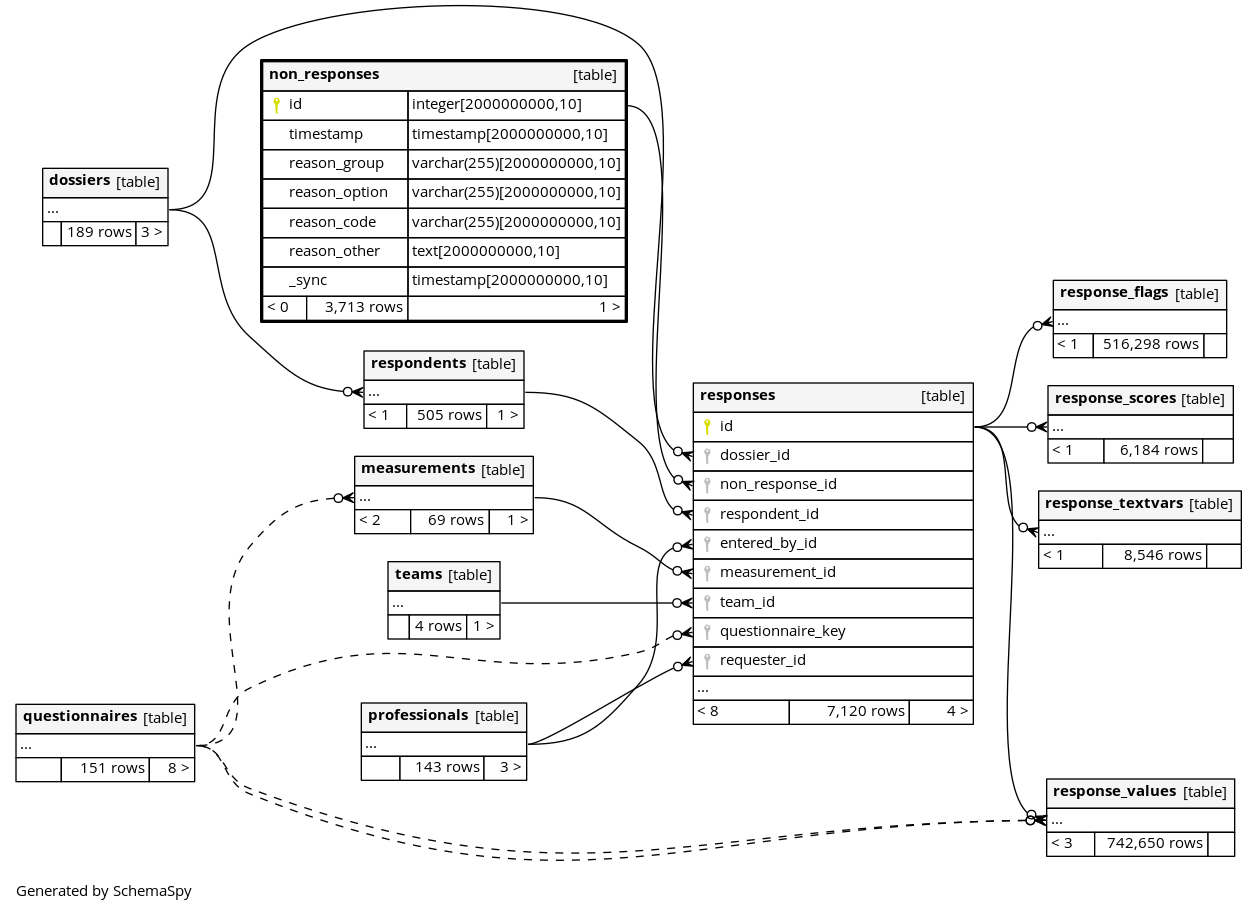 non_responses [table]
id integer[2000000000,10]
timestamp timestamp[2000000000,10]
reason_group varchar(255)[2000000000,10]
reason_option varchar(255)[2000000000,10]
reason_code varchar(255)[2000000000,10]
reason_other text[2000000000,10]
_sync timestamp[2000000000,10]
< 0 3,713 rows 1 >
dossiers [table]
...
189 rows 3 >
respondents [table]
...
< 1 505 rows 1 >
measurements [table]
...
< 2 69 rows 1 >
teams [table]
...
4 rows 1 >
questionnaires [table]
...
151 rows 8 >
professionals [table]
...
143 rows 3 >
responses [table]
id
dossier_id
non_response_id
respondent_id
entered_by_id
measurement_id
team_id
questionnaire_key
requester_id
...
< 8 7,120 rows 4 >
response_flags [table]
...
< 1 516,298 rows
response_scores [table]
...
< 1 6,184 rows
response_textvars [table]
...
< 1 8,546 rows
response_values [table]
...
< 3 742,650 rows
Generated by SchemaSpy